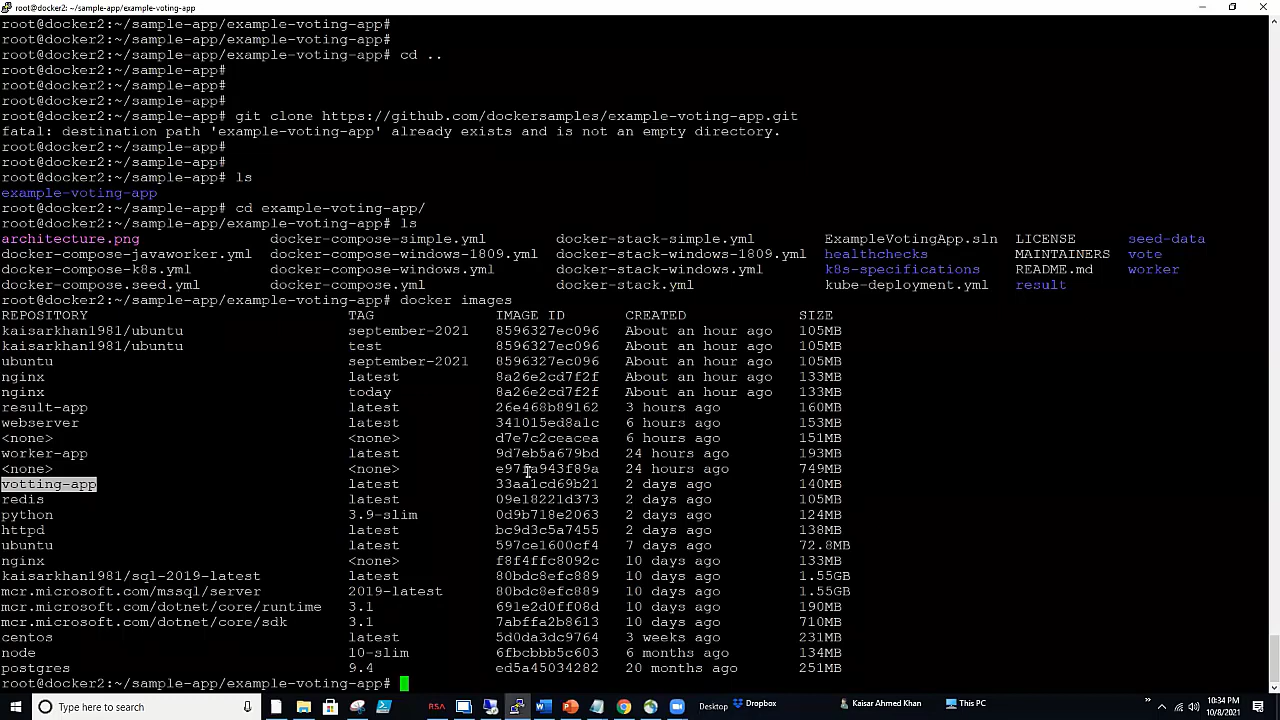 root@docker2: ~/sample-app/example-voting-app
root@docker2:~/sample-app/example-voting-app#
root@docker2:~/sample-app/example-voting-app#
root@docker2:~/sample-app/example-voting-app# cd ..
root@docker2:~/sample-app#
root@docker2:~/sample-app#
root@docker2:~/sample-app#
root@docker2:~/sample-app# git clone https://github.com/dockersamples/example-voting-app.git
fatal: destination path 'example-voting-app' already exists and is not an empty directory.
root@docker2:~/sample-app#
root@docker2:~/sample-app#
root@docker2:~/sample-app# ls
example-voting-app
root@docker2:~/sample-app# cd example-voting-app/
root@docker2:~/sample-app/example-voting-app# ls
architecture.png docker-compose-simple.yml docker-stack-simple.yml ExampleVotingApp.sln LICENSE seed-data
docker-compose-javaworker.yml docker-compose-windows-1809.yml docker-stack-windows-1809.yml healthchecks MAINTAINERS vote
docker-compose-k8s.yml docker-compose-windows.yml docker-stack-windows.yml k8s-specifications README.md worker
docker-compose.seed.yml docker-compose.yml docker-stack.yml kube-deployment.yml result
root@docker2:~/sample-app/example-voting-app# docker images
REPOSITORY TAG IMAGE ID CREATED SIZE
kaisarkhan1981/ubuntu september-2021 8596327ec096 About an hour ago 105MB
kaisarkhan1981/ubuntu test 8596327ec096 About an hour ago 105MB
ubuntu september-2021 8596327ec096 About an hour ago 105MB
nginx latest 8a26e2cd7f2f About an hour ago 133MB
nginx today 8a26e2cd7f2f About an hour ago 133MB
result-app latest 26e468b89162 3 hours ago 160MB
webserver latest 341015ed8a1c 6 hours ago 153MB
<none> <none> d7e7c2ceacea 6 hours ago 151MB
worker-app latest 9d7eb5a679bd 24 hours ago 193MB
<none> <none> e97fa943f89a 24 hours ago 749MB
votting-app latest 33aa1cd69b21 2 days ago 140MB
redis latest 09e18221d373 2 days ago 105MB
python 3.9-slim 0d9b718e2063 2 days ago 124MB
httpd latest bc9d3c5a7455 2 days ago 138MB
ubuntu latest 597ce1600cf4 7 days ago 72.8MB
nginx <none> f8f4ffc8092c 10 days ago 133MB
kaisarkhan1981/sql-2019-latest latest 80bdc8efc889 10 days ago 1.55GB
mcr.microsoft.com/mssql/server 2019-latest 80bdc8efc889 10 days ago 1.55GB
mcr.microsoft.com/dotnet/core/runtime 3.1 691e2d0ff08d 10 days ago 190MB
mcr.microsoft.com/dotnet/core/sdk 3.1 7abffa2b8613 10 days ago 710MB
centos latest 5d0da3dc9764 3 weeks ago 231MB
node 10-slim 6fbcbbb5c603 6 months ago 134MB
postgres 9.4 ed5a45034282 20 months ago 251MB
root@docker2:~/sample-app/example-voting-app#
Type here to search RSA Desktop Dropbox Kaisar Ahmed Khan This PC 10:34 PM
10/8/2021